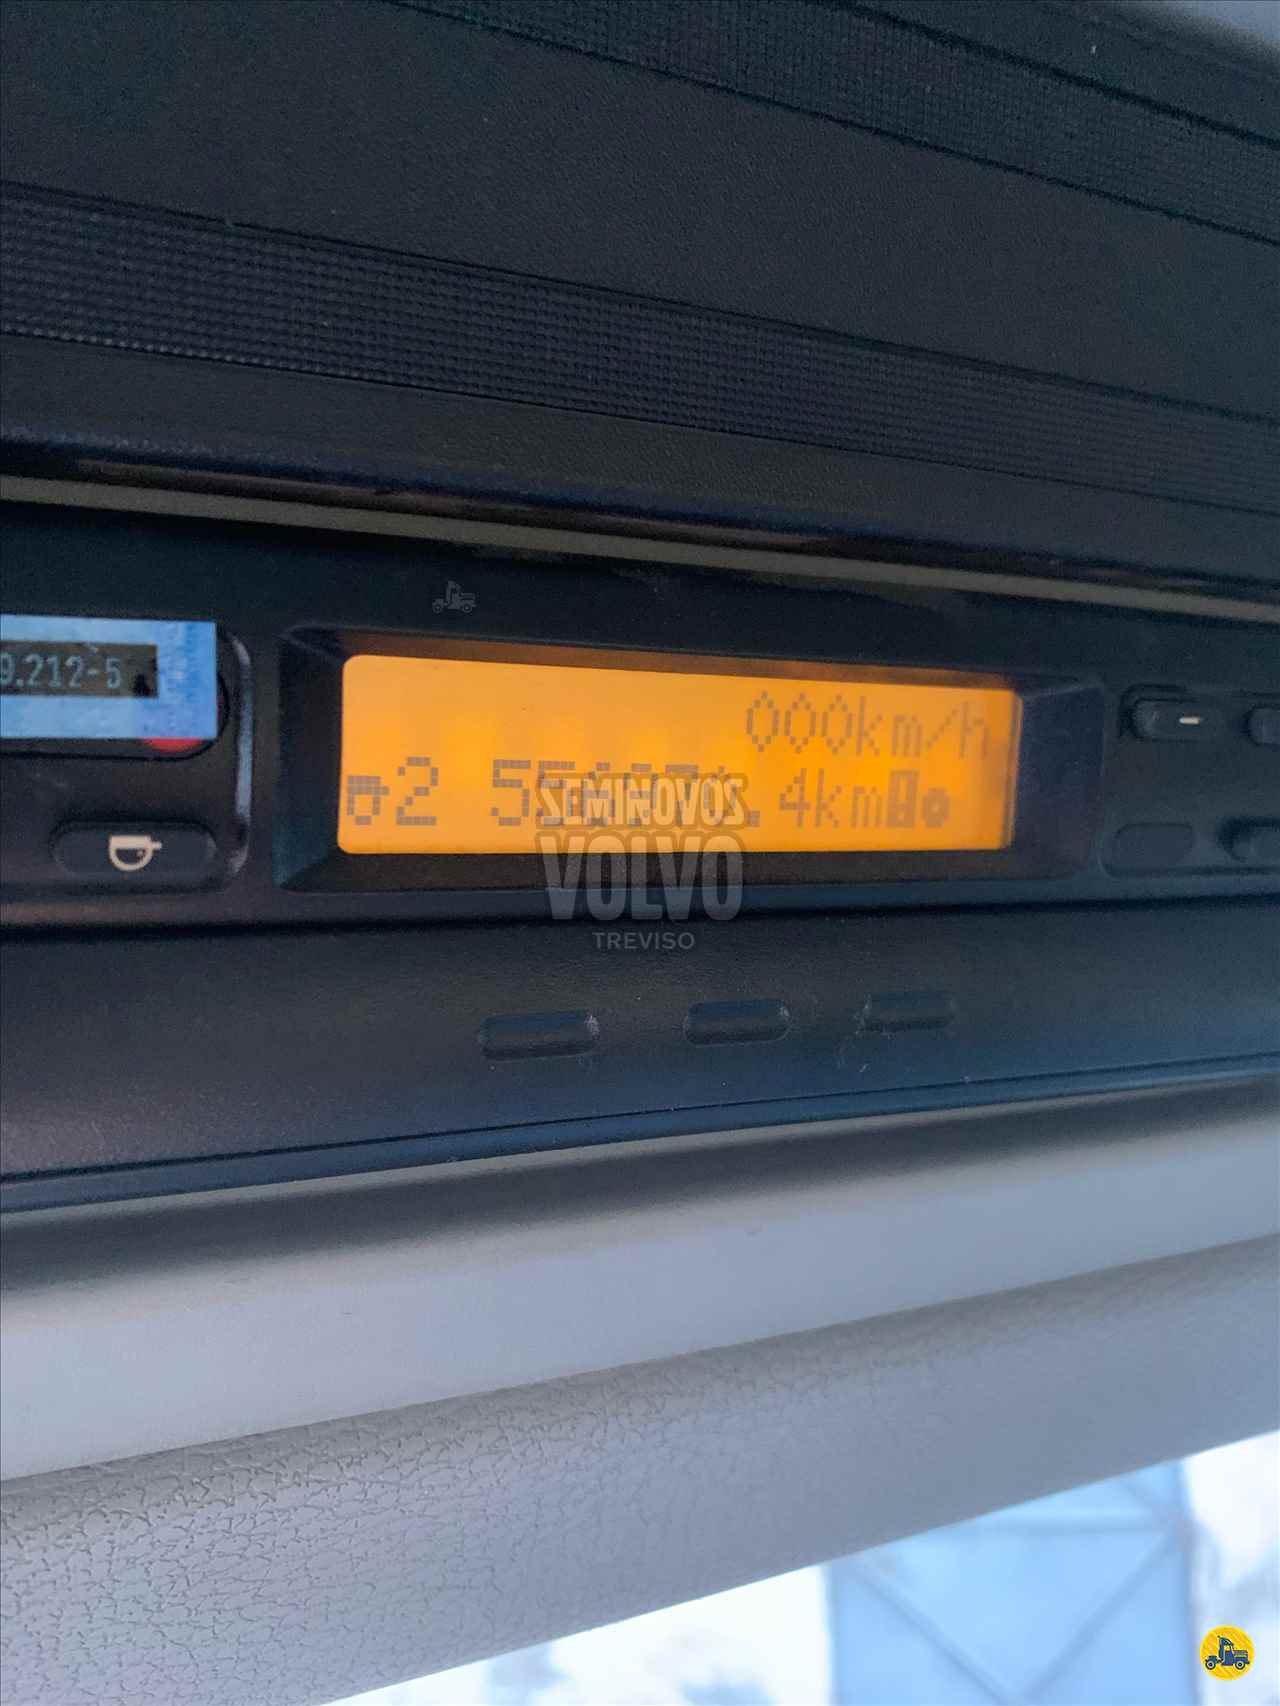 9.212-5
000km/h
2
4km
SEMINOVOS
VOLVO
TREVISO